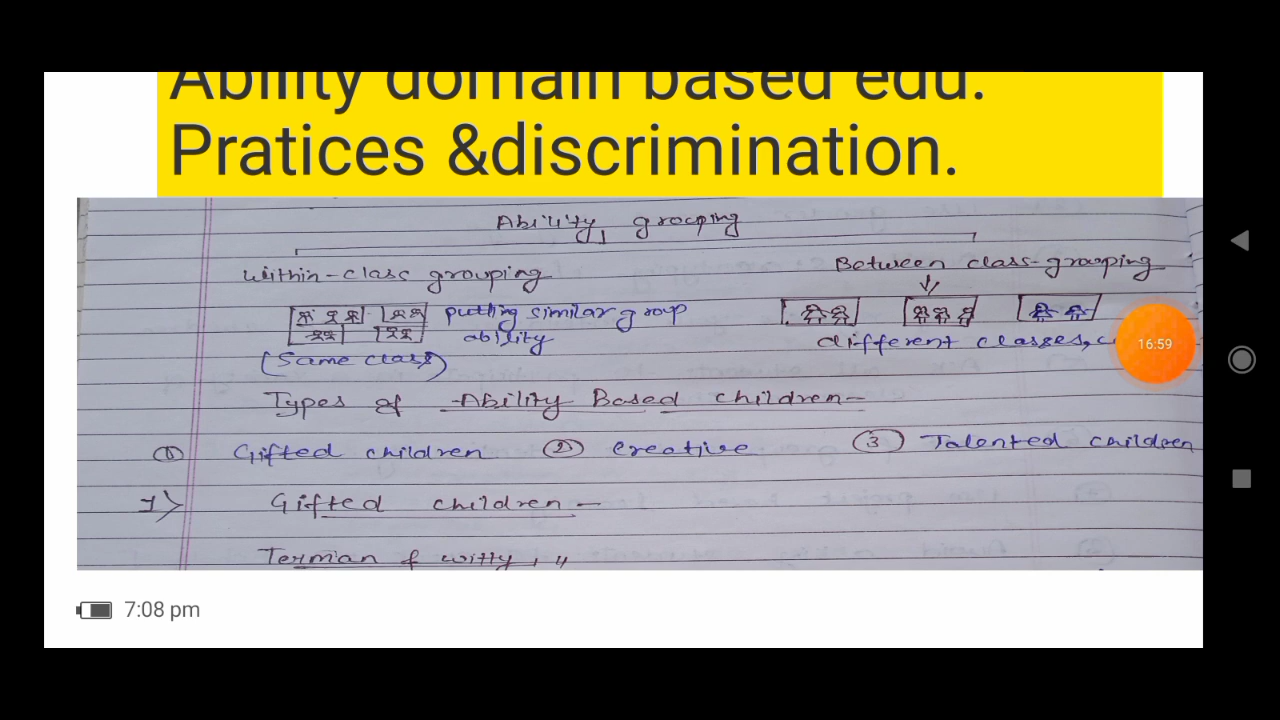 Ability domain based edu.
Pratices &discrimination.
Ability grouping
Within-class grouping
Between class-grouping
putting similar group
ability
different classes,
(Same class)
16:59
Types of Ability Based children-
① Gifted children ② creative ③ Talented children
1> Gifted children -
Terman & witty, "
7:08 pm